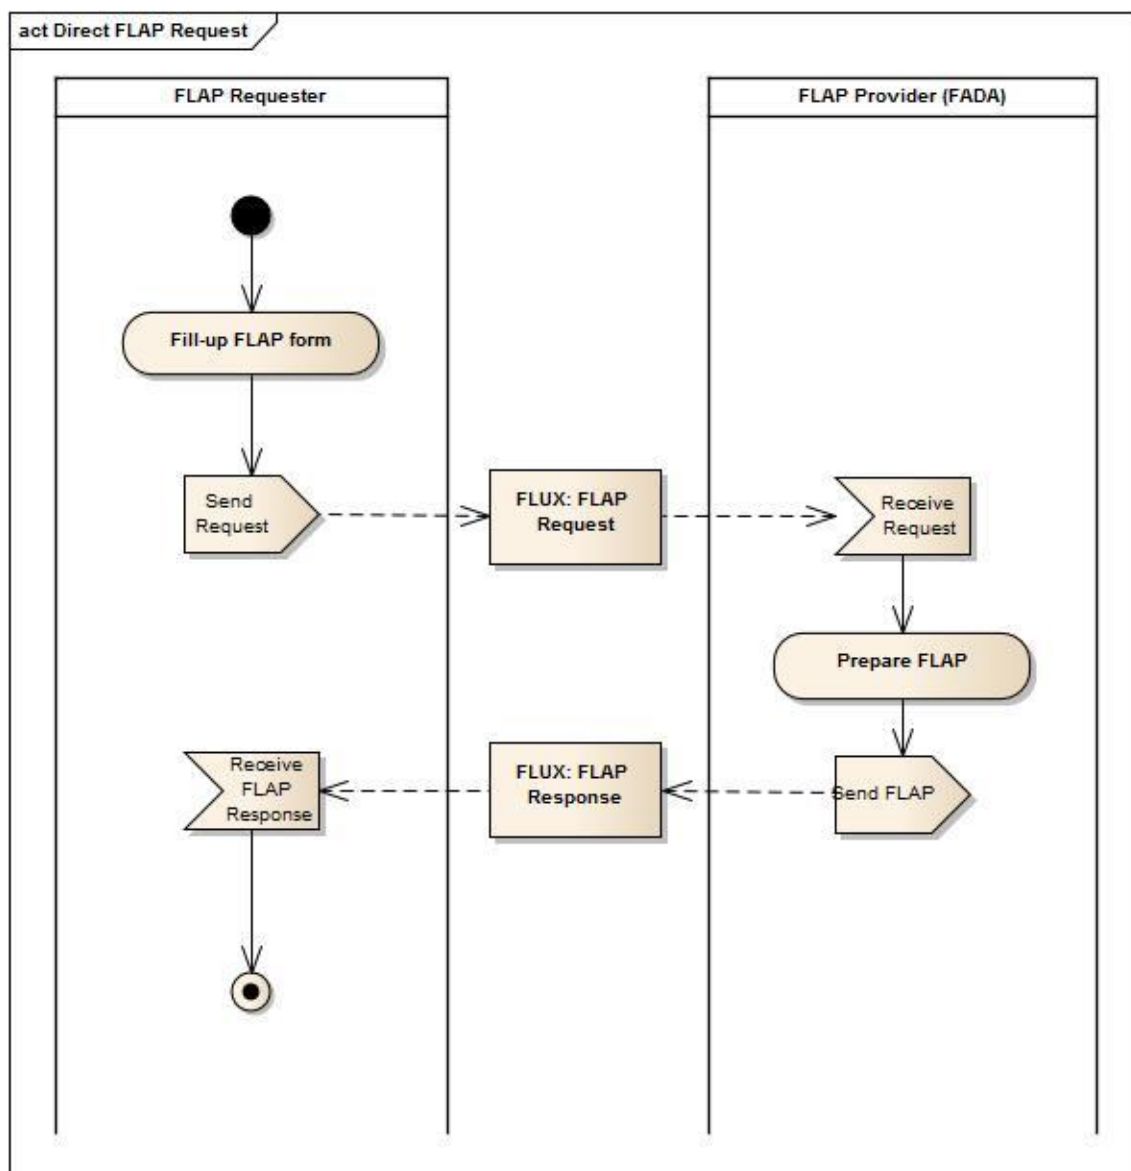 act Direct FLAP Request
FLAP Requester
FLAP Provider (FADA)
Fill-up FLAP form
Send
Request
FLUX: FLAP
Request
Receive
Request
Prepare FLAP
Receive
FLAP
Response
FLUX: FLAP
Response
Send FLAP